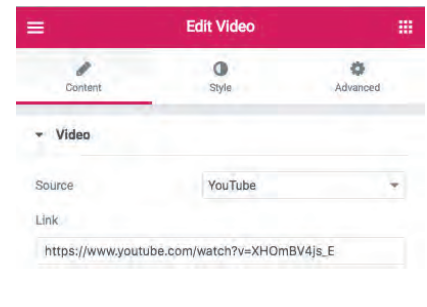 Edit Video
Content Style Advanced
Video
Source YouTube
Link
https://www.youtube.com/watch?v=XHOmBV4js_E